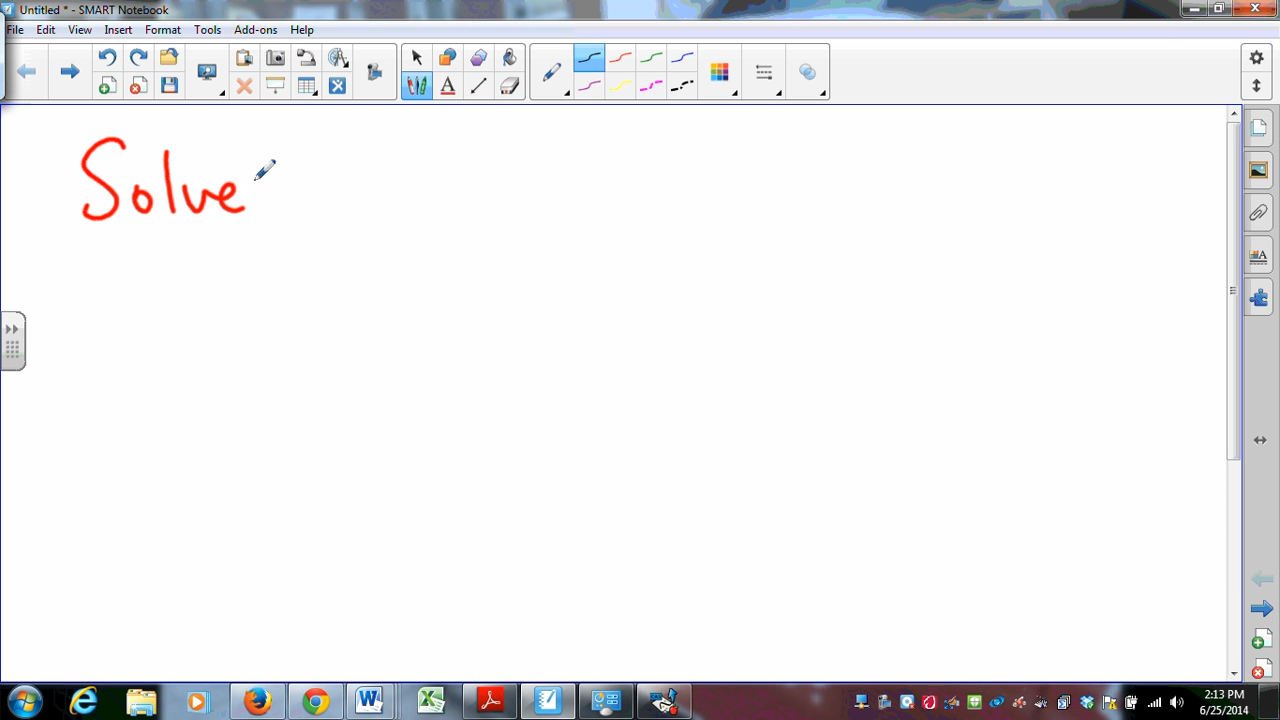 Untitled * - SMART Notebook
File Edit View Insert Format Tools Add-ons Help
Solve
2:13 PM
6/25/2014